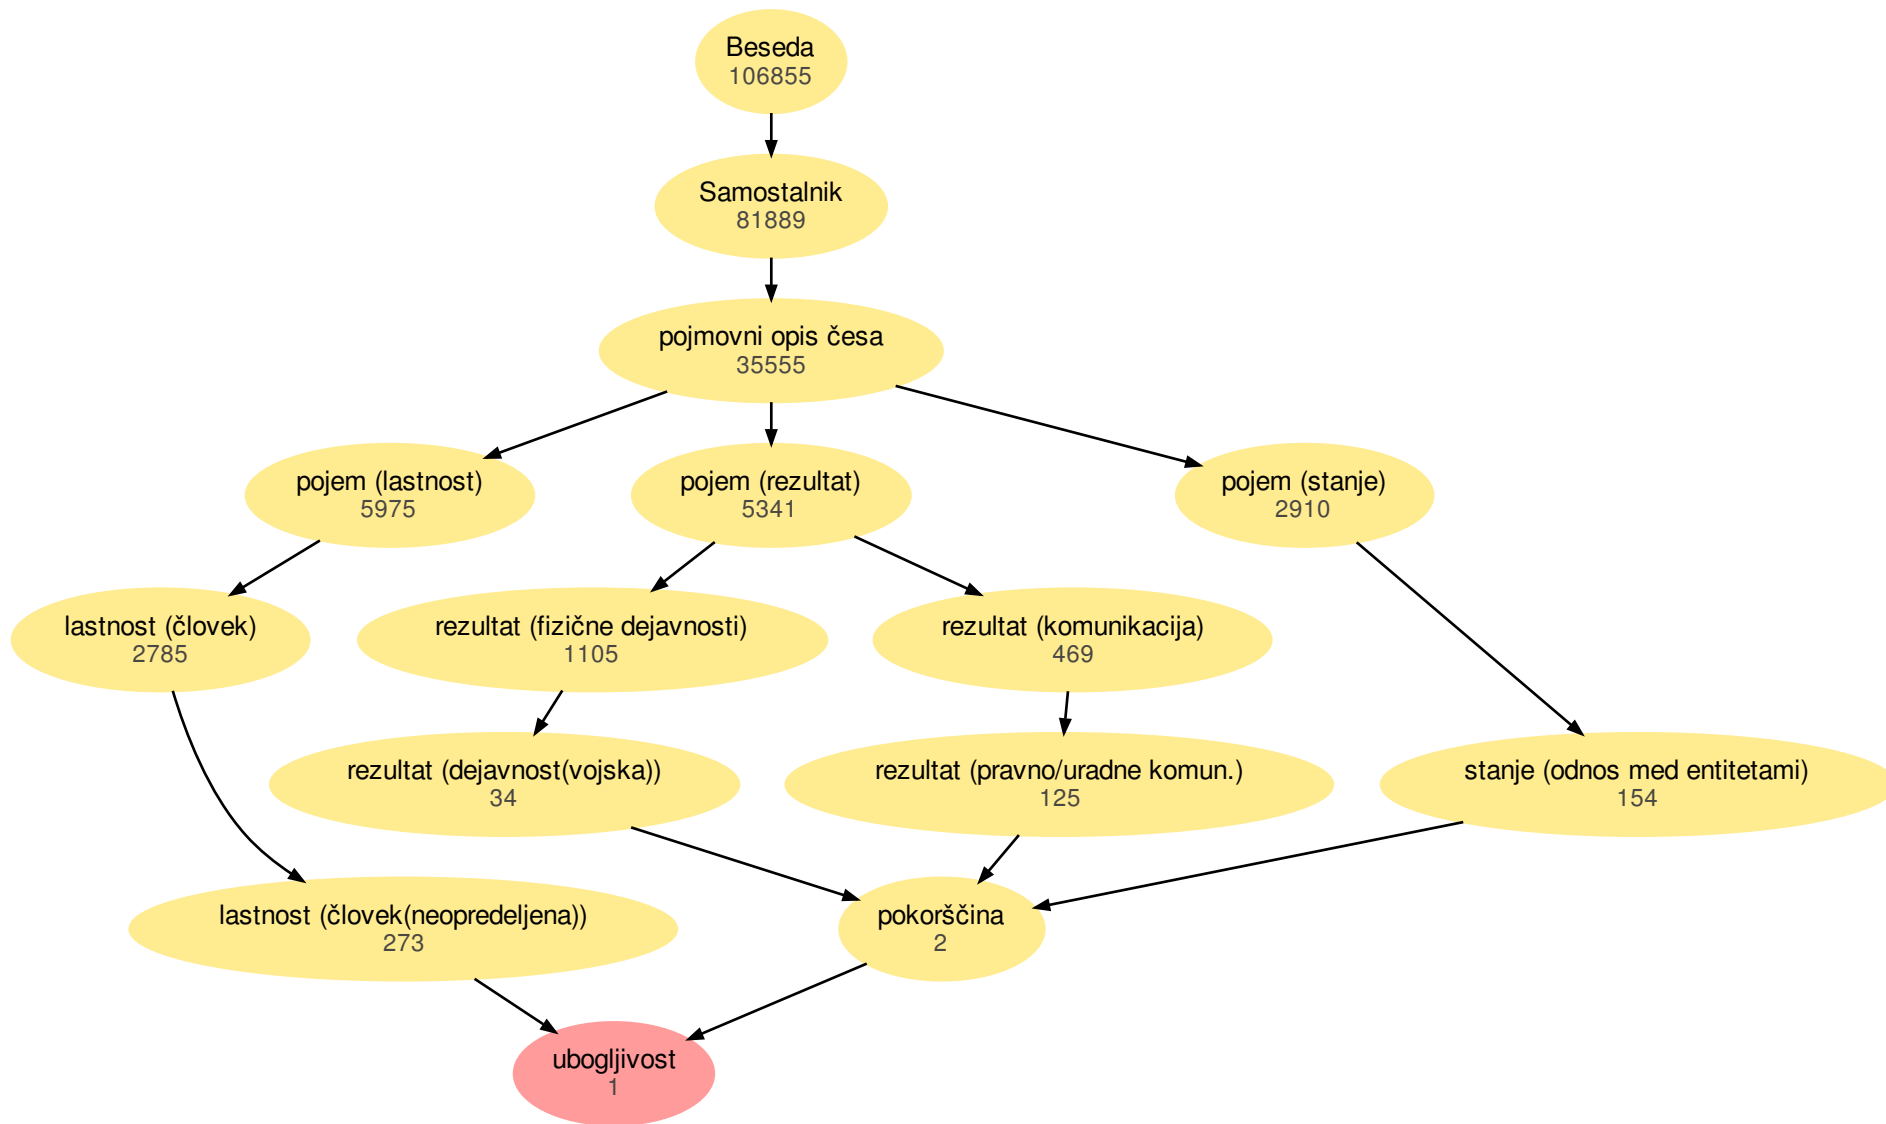 Beseda
106855
Samostalnik
81889
pojmovni opis česa
35555
pojem (lastnost)
5975
pojem (rezultat)
5341
pojem (stanje)
2910
lastnost (človek)
2785
rezultat (fizične dejavnosti)
1105
rezultat (komunikacija)
469
rezultat (dejavnost(vojska))
34
rezultat (pravno/uradne komun.)
125
stanje (odnos med entitetami)
154
lastnost (človek(neopredeljena))
273
pokorščina
2
ubogljivost
1